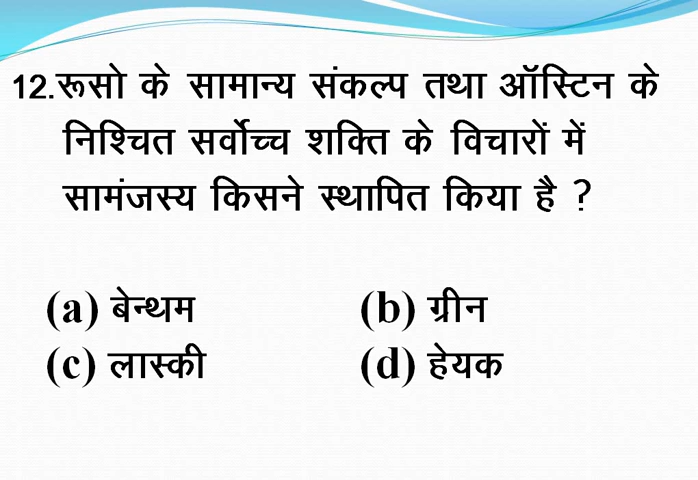 12.रूसो के सामान्य संकल्प तथा ऑस्टिन के
निश्चित सर्वोच्च शक्ति के विचारों में
सामंजस्य किसने स्थापित किया है ?
(a) बेन्थम (b) ग्रीन
(c) लास्की (d) हेयक